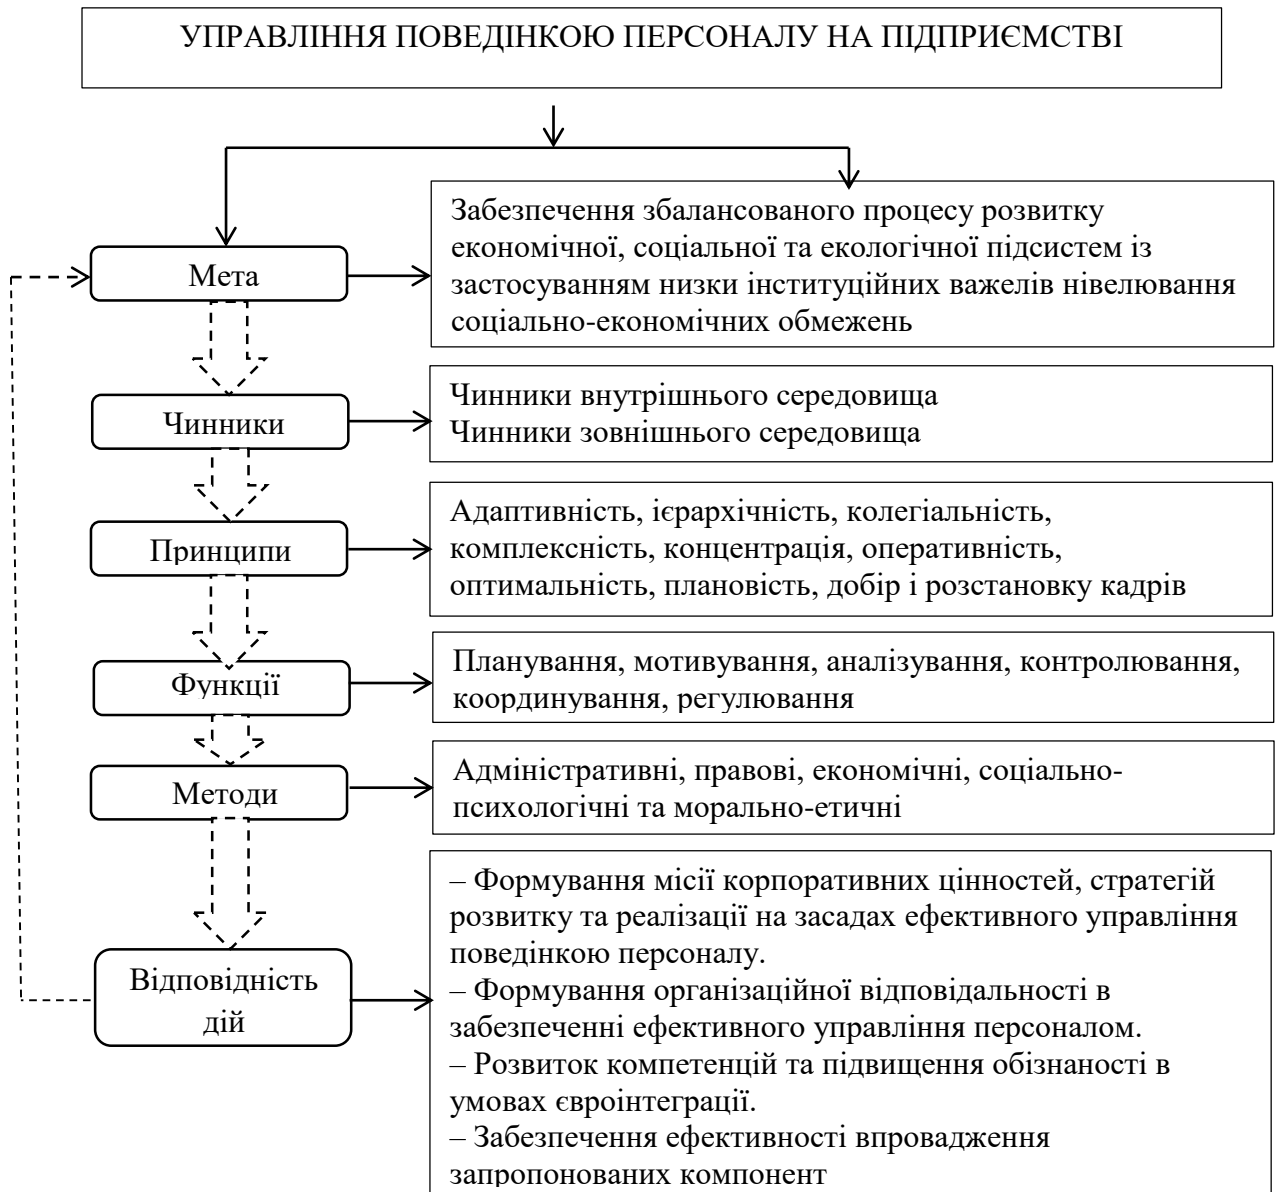 УПРАВЛІННЯ ПОВЕДІНКОЮ ПЕРСОНАЛУ НА ПІДПРИЄМСТВІ
Мета
Забезпечення збалансованого процесу розвитку
економічної, соціальної та екологічної підсистем із
застосуванням низки інституційних важелів нівелювання
соціально-економічних обмежень
Чинники
Чинники внутрішнього середовища
Чинники зовнішнього середовища
Принципи
Адаптивність, ієрархічність, колегіальність,
комплексність, концентрація, оперативність,
оптимальність, плановість, добір і розстановку кадрів
Функції
Планування, мотивування, аналізування, контролювання,
координування, регулювання
Методи
Адміністративні, правові, економічні, соціально-
психологічні та морально-етичні
Відповідність
дій
– Формування місії корпоративних цінностей, стратегій
розвитку та реалізації на засадах ефективного управління
поведінкою персоналу.
– Формування організаційної відповідальності в
забезпеченні ефективного управління персоналом.
– Розвиток компетенцій та підвищення обізнаності в
умовах євроінтеграції.
– Забезпечення ефективності впровадження
запропонованих компонент